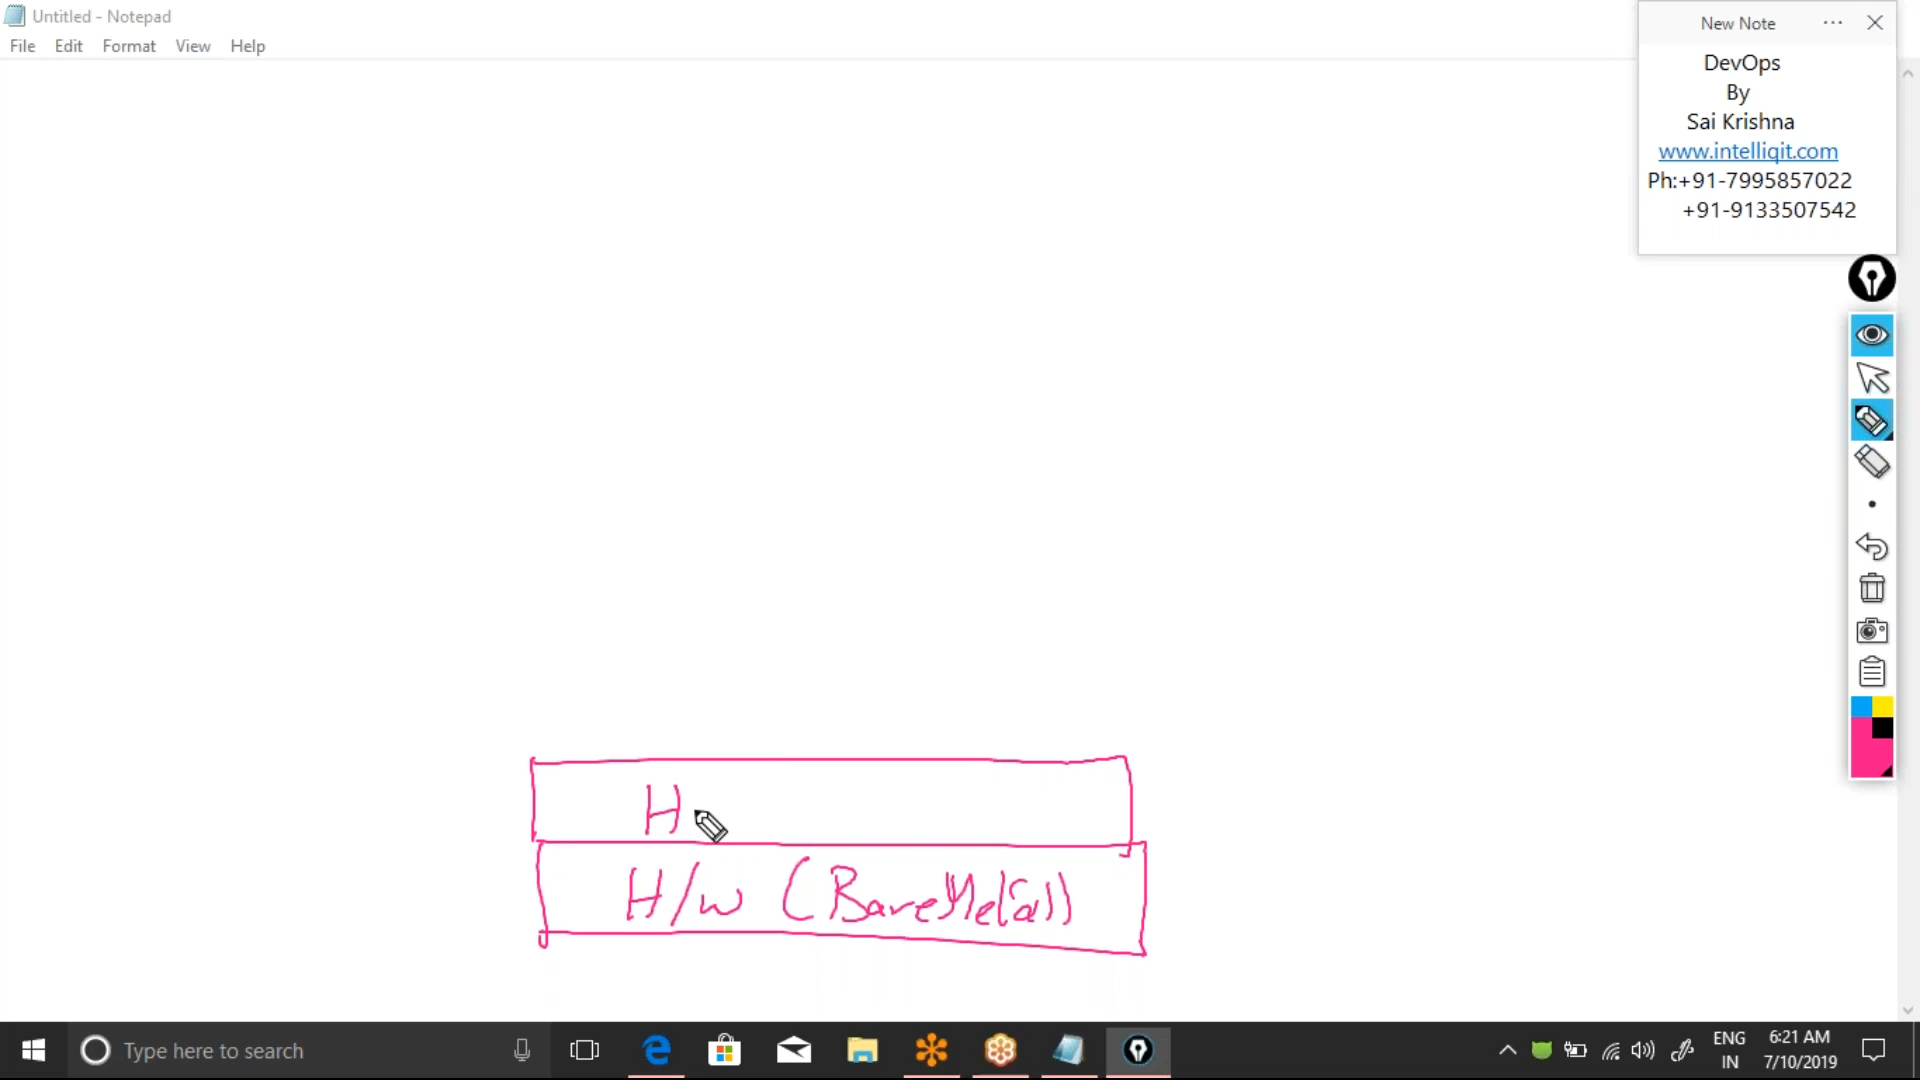 Untitled - Notepad
File Edit Format View Help
New Note
DevOps
By
Sai Krishna
www.intelliqit.com
Ph:+91-7995857022
+91-9133507542
H
H/w (BareMetal)
Type here to search
ENG
IN
6:21 AM
7/10/2019